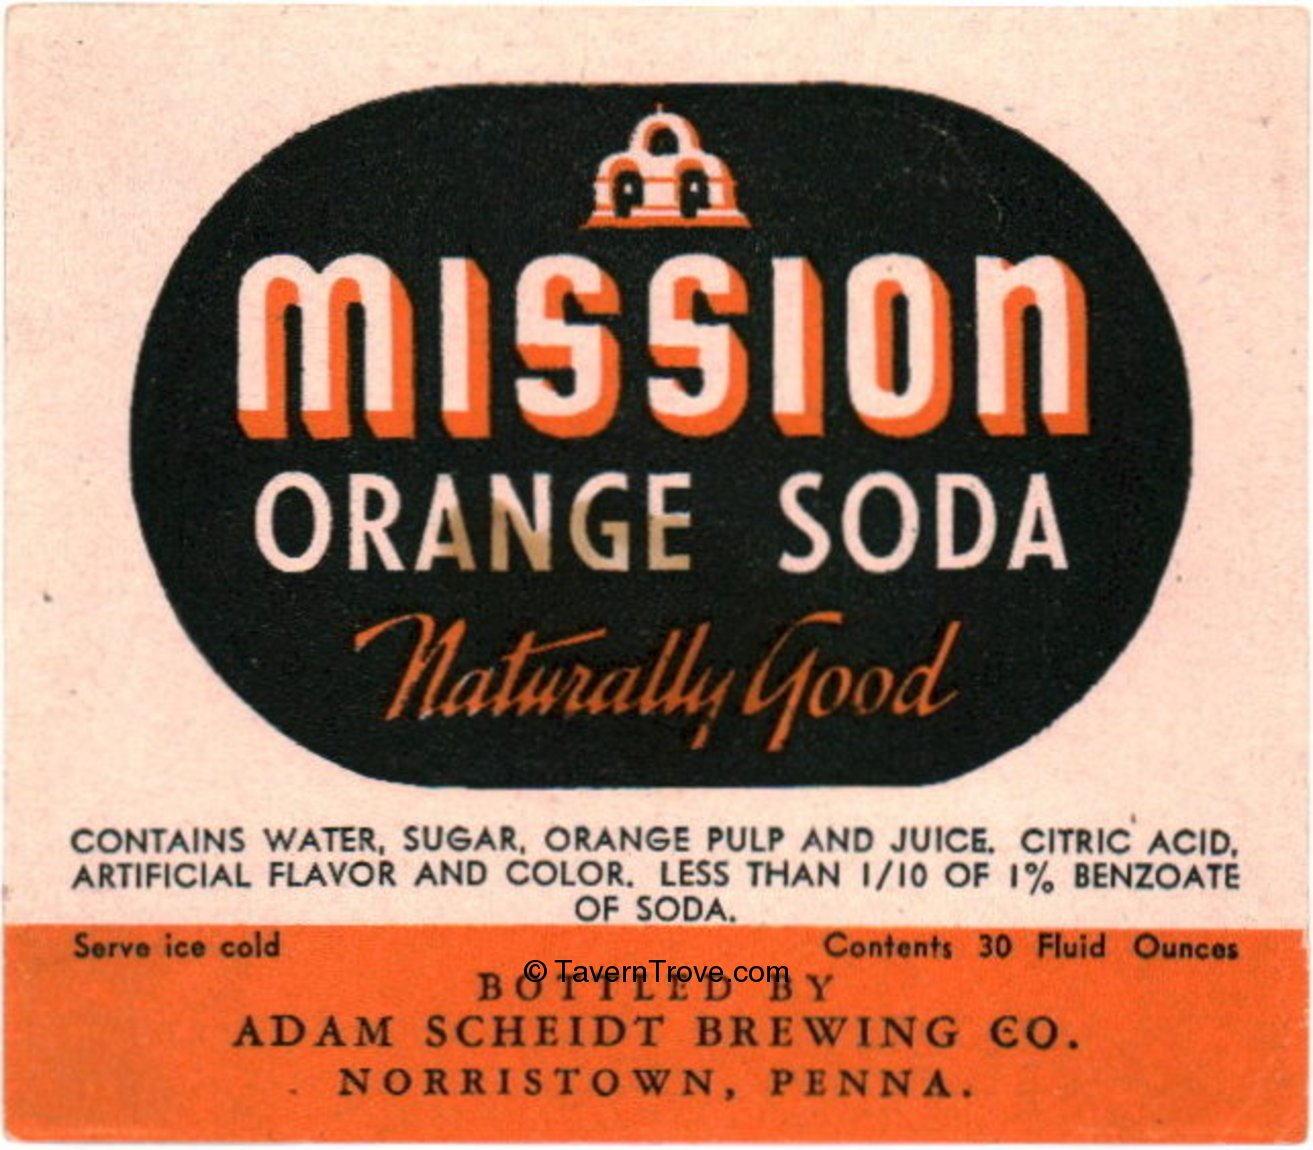 mission
ORANGE SODA
Naturally Good
CONTAINS WATER, SUGAR, ORANGE PULP AND JUICE. CITRIC ACID,
ARTIFICIAL FLAVOR AND COLOR. LESS THAN 1/10 OF 1% BENZOATE
OF SODA.
Serve ice cold Contents 30 Fluid Ounces
© TavernTrove.com
BOTTLED BY
ADAM SCHEIDT BREWING CO.
NORRISTOWN, PENNA.